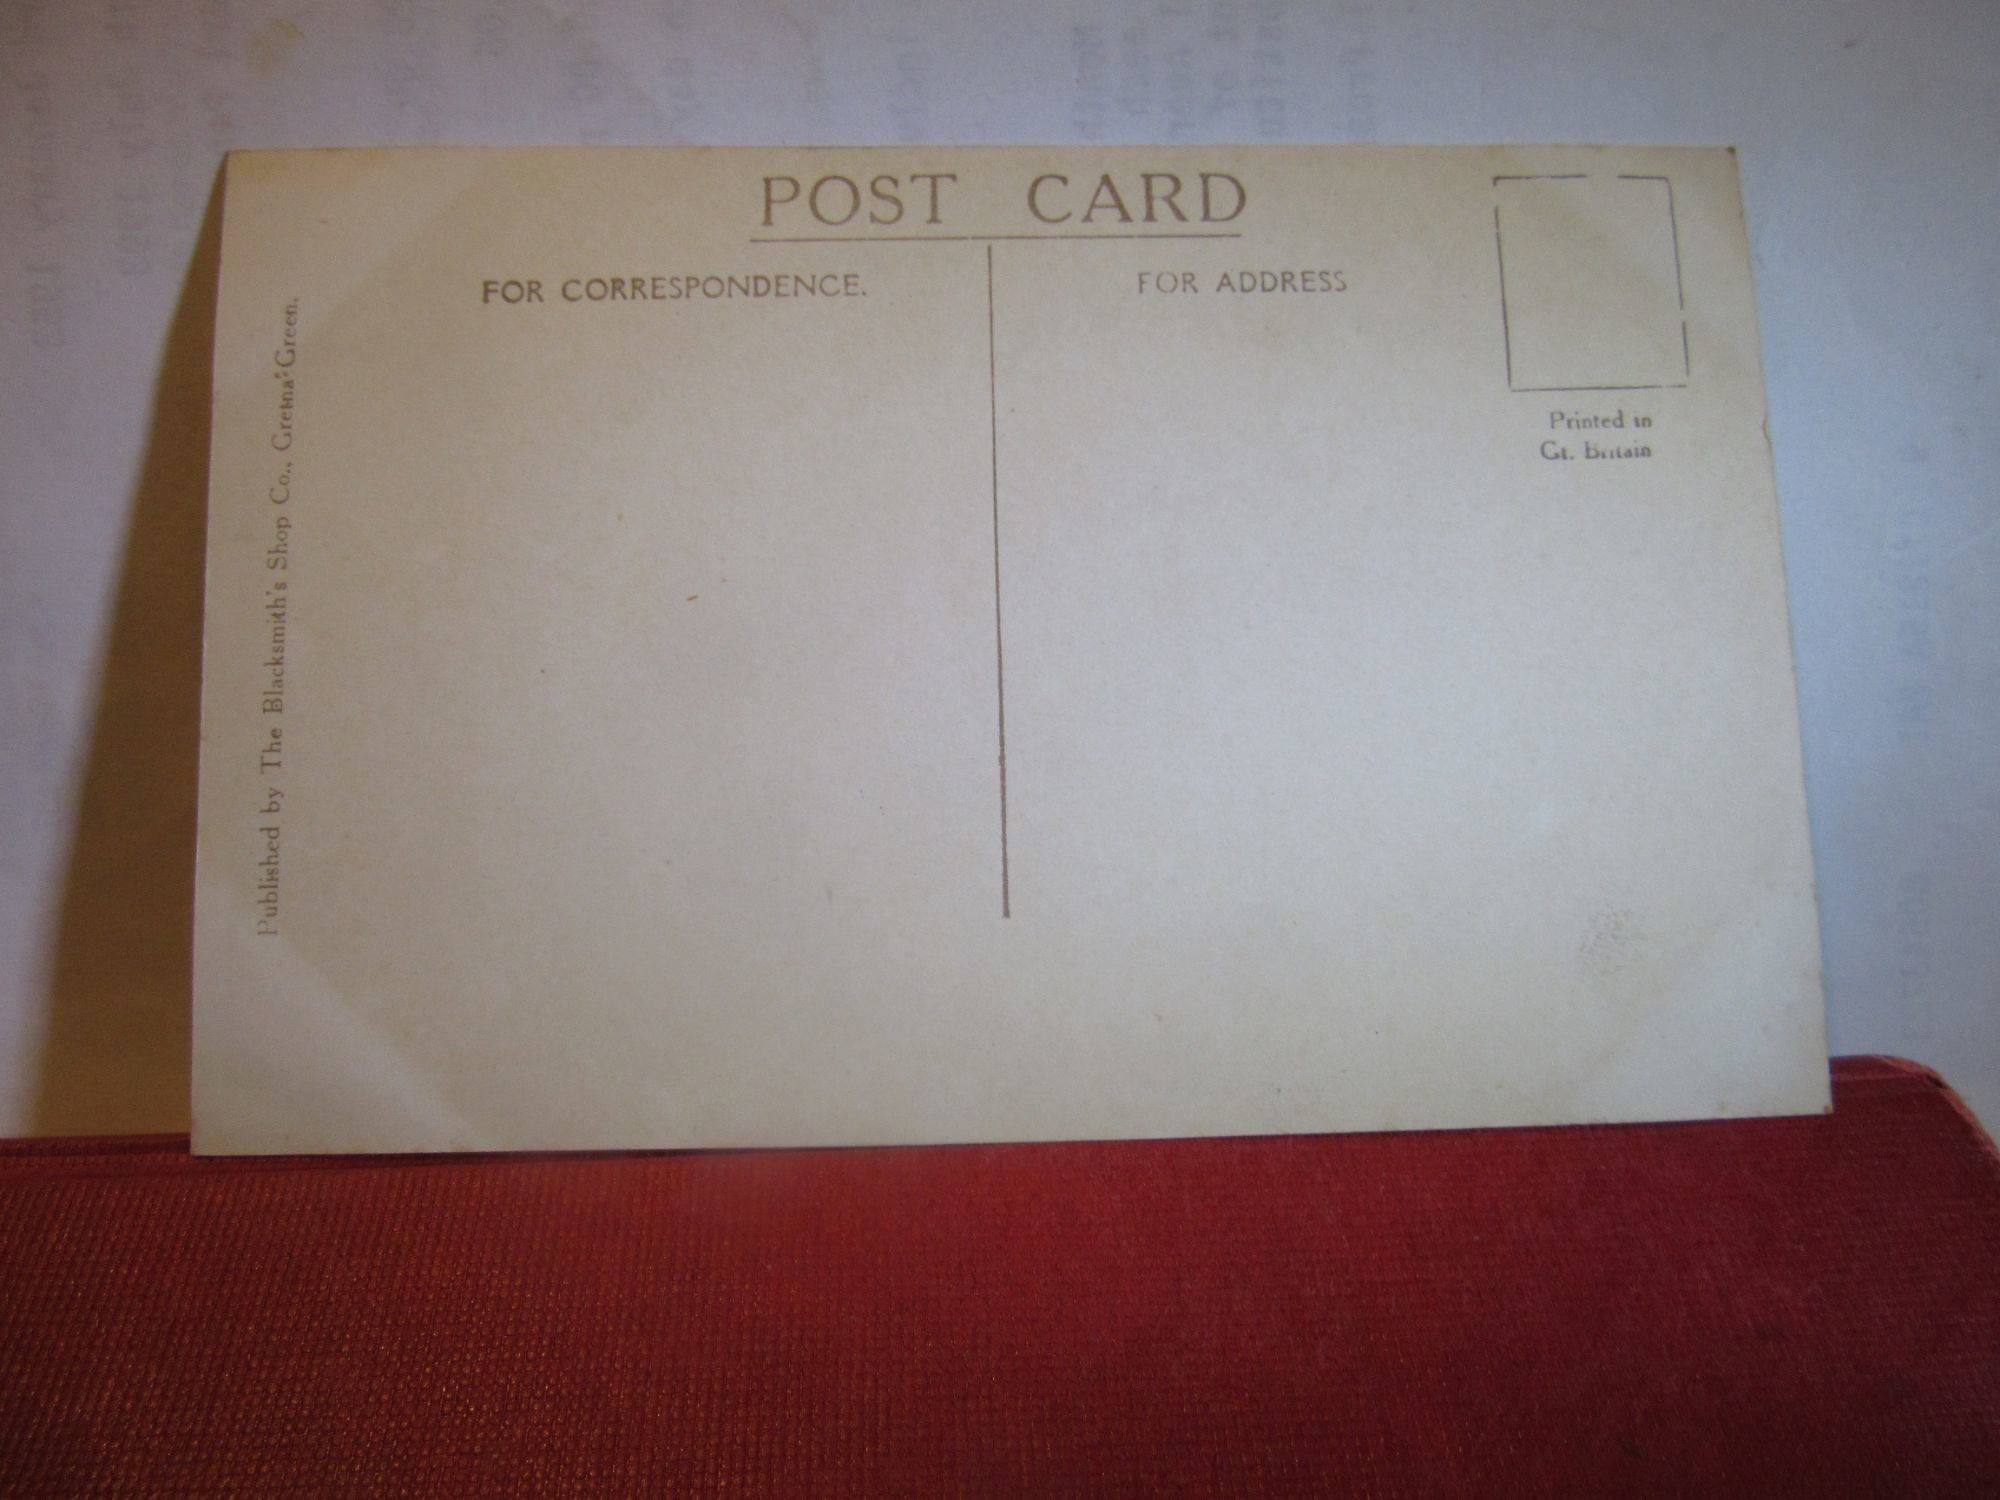 POST CARD
FOR CORRESPONDENCE.
FOR ADDRESS
Printed in
Gt. Britain
Published by The Blacksmith's Shop Co., Gretna Green.